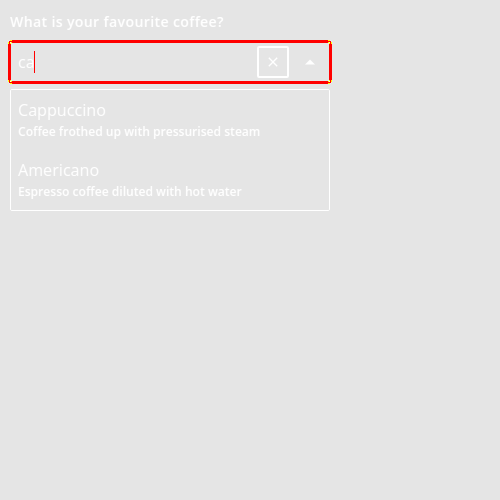 What is your favourite coffee?
ca
Cappuccino
Coffee frothed up with pressurised steam
Americano
Espresso coffee diluted with hot water